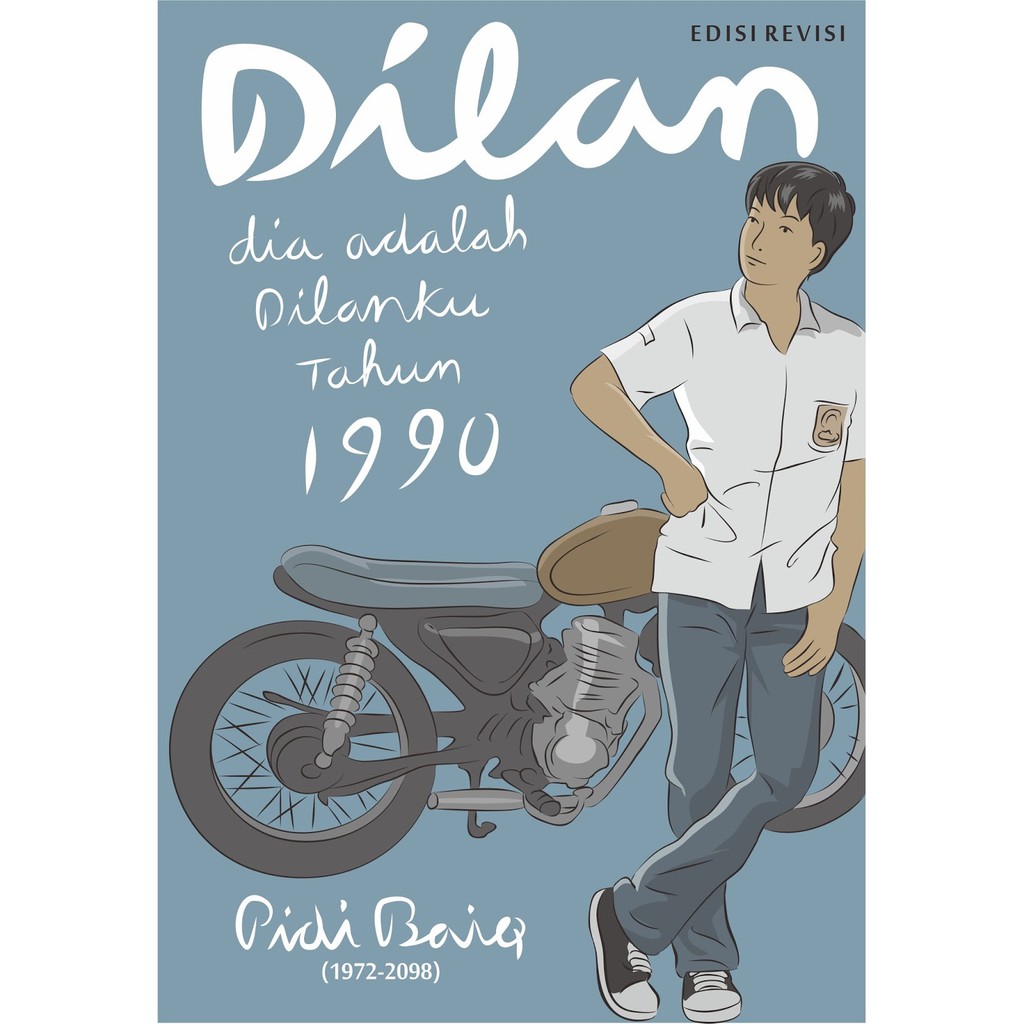 EDISI REVISI
Dilan
dia adalah
Dilanku
Tahun
1990
Pidi Baiq
(1972-2098)